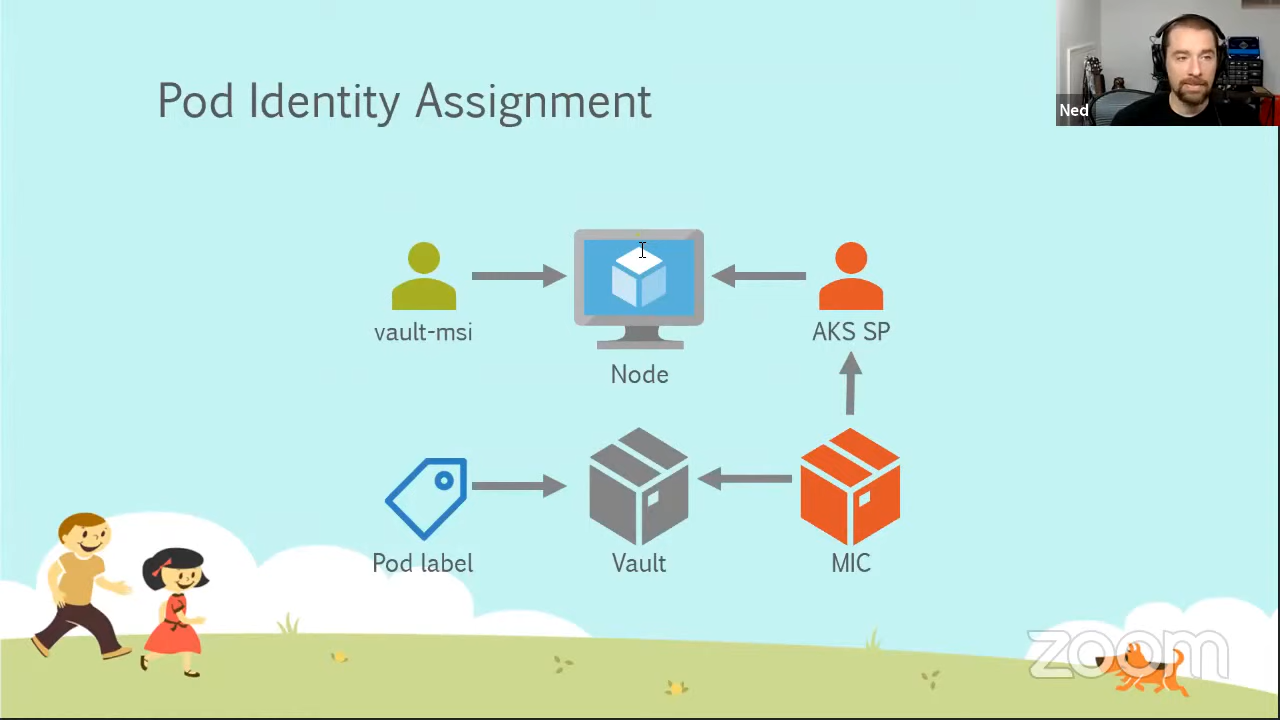 Pod Identity Assignment
Ned
vault-msi
Node
AKS SP
Pod label
Vault
MIC
zoom